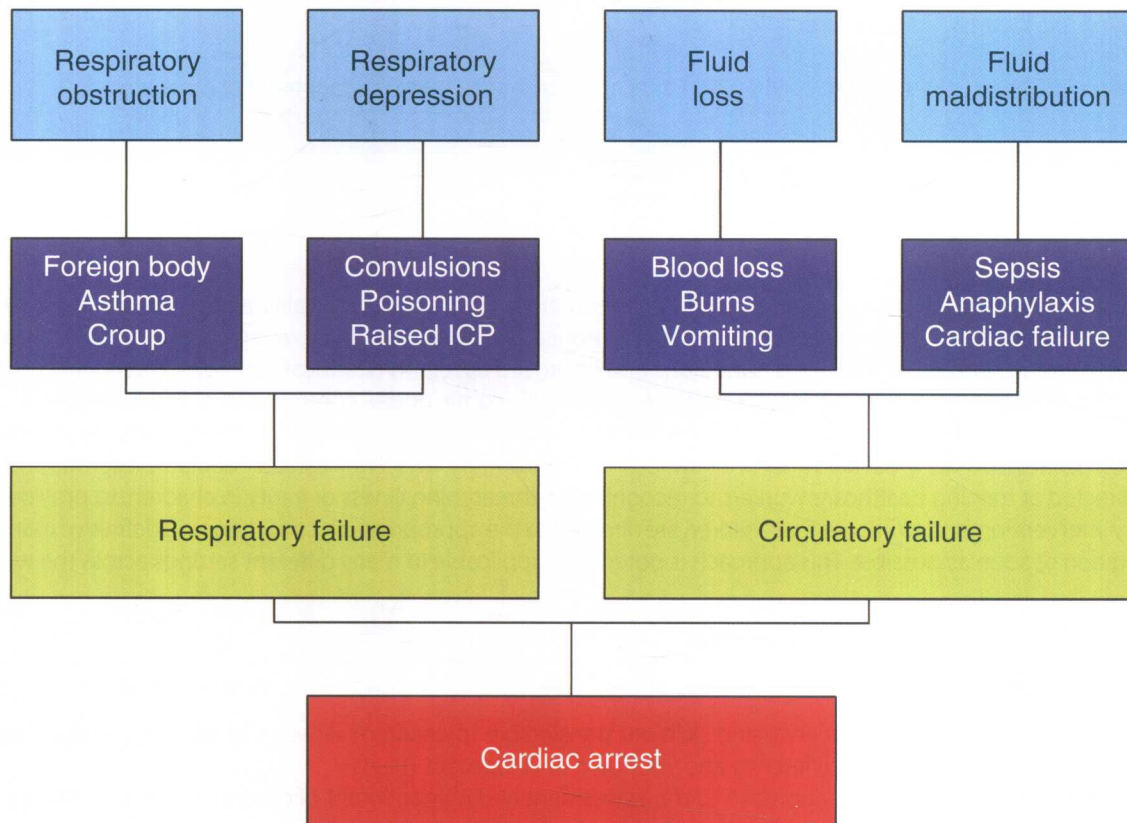 Respiratory
obstruction
Respiratory
depression
Fluid
loss
Fluid
maldistribution
Foreign body
Asthma
Croup
Convulsions
Poisoning
Raised ICP
Blood loss
Burns
Vomiting
Sepsis
Anaphylaxis
Cardiac failure
Respiratory failure
Circulatory failure
Cardiac arrest